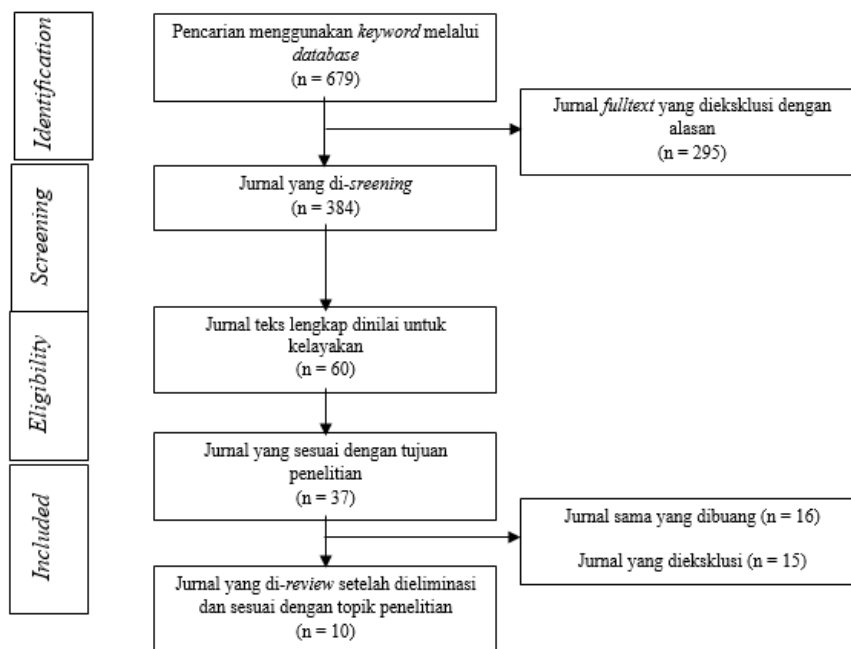 Identification
Pencarian menggunakan keyword melalui
database
(n = 679)
Jurnal fulltext yang dieksklusi dengan
alasan
(n = 295)
Screening
Jurnal yang di-sreening
(n = 384)
Eligibility
Jurnal teks lengkap dinilai untuk
kelayakan
(n = 60)
Jurnal yang sesuai dengan tujuan
penelitian
(n = 37)
Included
Jurnal sama yang dibuang (n = 16)
Jurnal yang dieksklusi (n = 15)
Jurnal yang di-review setelah dieliminasi
dan sesuai dengan topik penelitian
(n = 10)